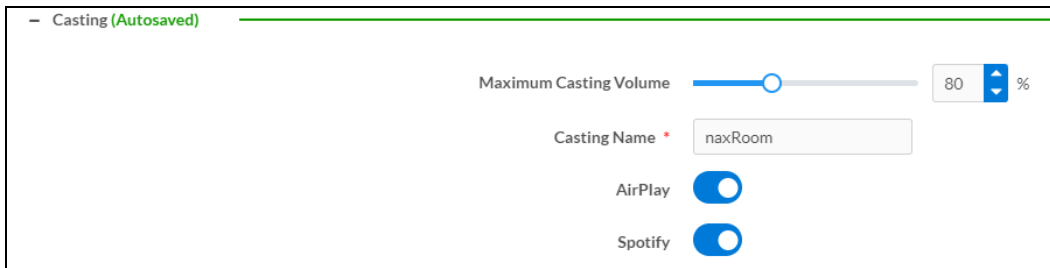 – Casting (Autosaved)
Maximum Casting Volume 80 %
Casting Name * naxRoom
AirPlay
Spotify